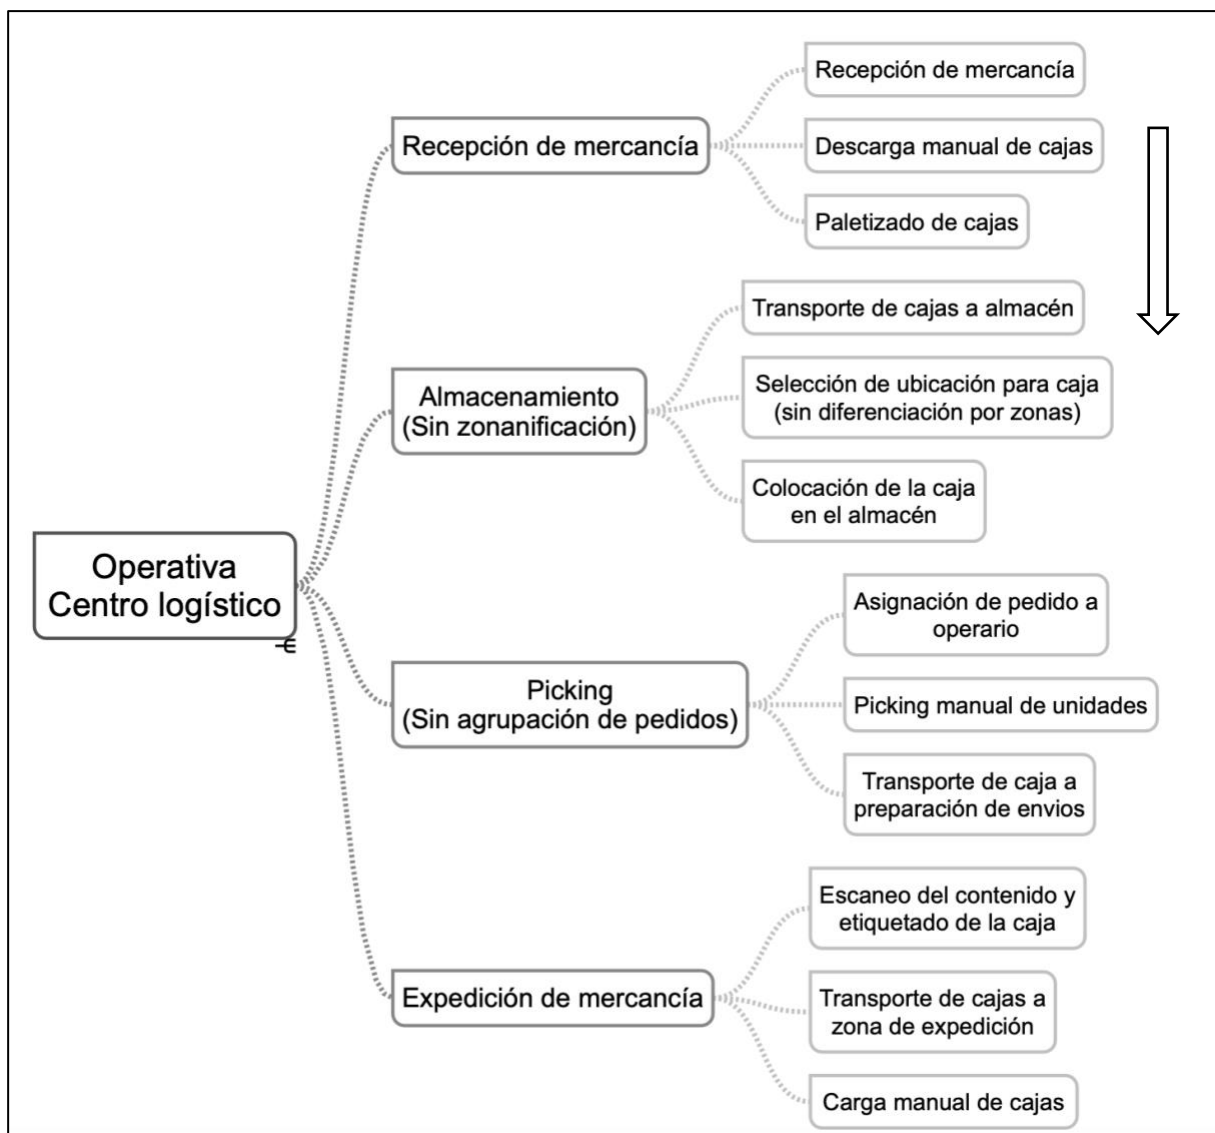 Operativa
Centro logístico
Recepción de mercancía
Recepción de mercancía
Descarga manual de cajas
Paletizado de cajas
Almacenamiento
(Sin zonanificación)
Transporte de cajas a almacén
Selección de ubicación para caja
(sin diferenciación por zonas)
Colocación de la caja
en el almacén
Picking
(Sin agrupación de pedidos)
Asignación de pedido a
operario
Picking manual de unidades
Transporte de caja a
preparación de envios
Expedición de mercancía
Escaneo del contenido y
etiquetado de la caja
Transporte de cajas a
zona de expedición
Carga manual de cajas